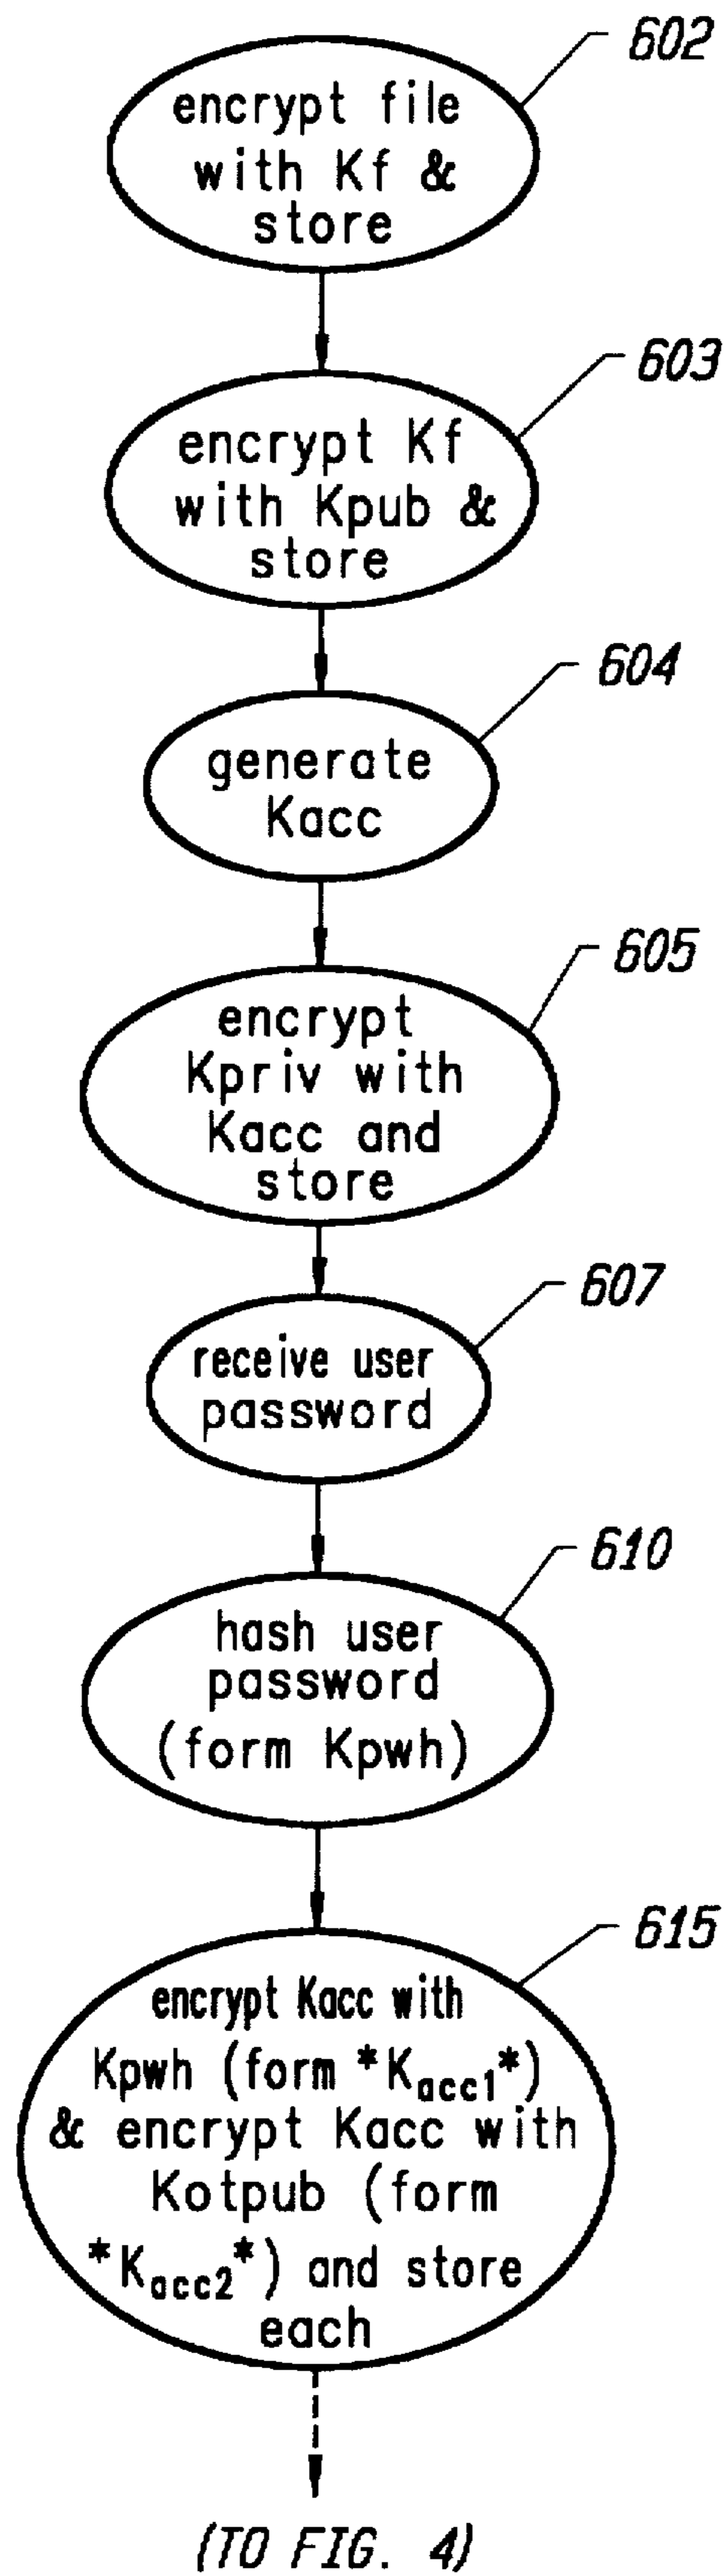 602
encrypt file
with Kf &
store
603
encrypt Kf
with Kpub &
store
604
generate
Kacc
605
encrypt
Kpriv with
Kacc and
store
607
receive user
password
610
hash user
password
(form Kpwh)
615
encrypt Kacc with
Kpwh (form *Kacc1*)
& encrypt Kacc with
Kotpub (form
*Kacc2*) and store
each
(TO FIG. 4)